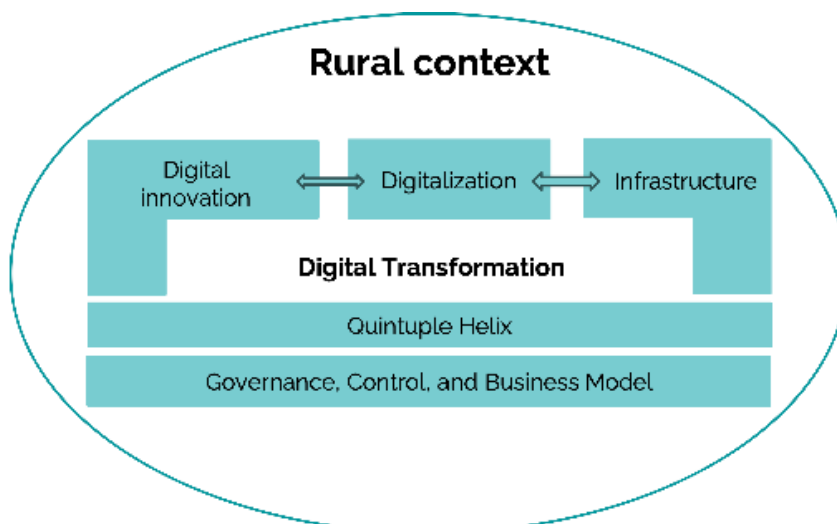 Rural context
Digital
innovation
Digitalization
Infrastructure
Digital Transformation
Quintuple Helix
Governance, Control, and Business Model